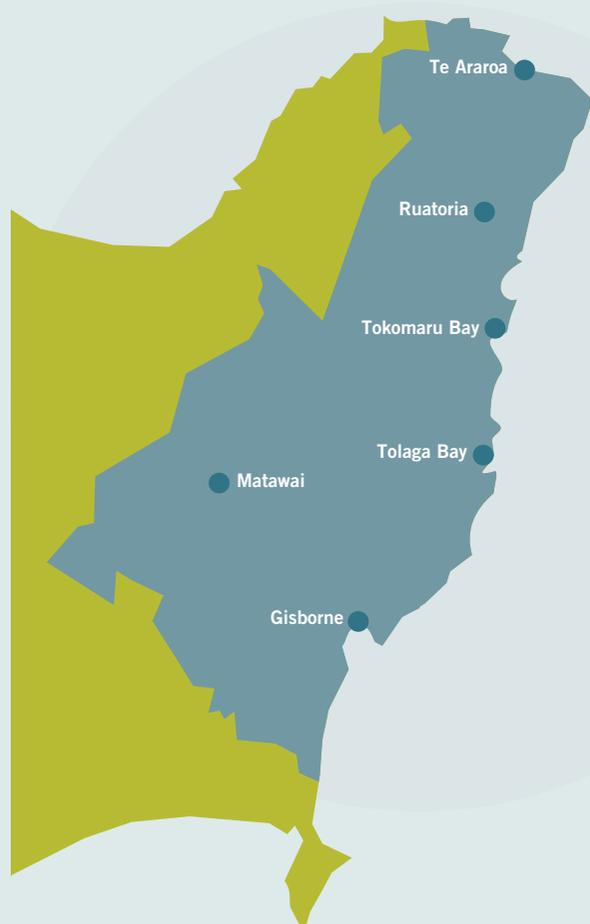 Te Araroa
Ruatoria
Tokomaru Bay
Tolaga Bay
Matawai
Gisborne